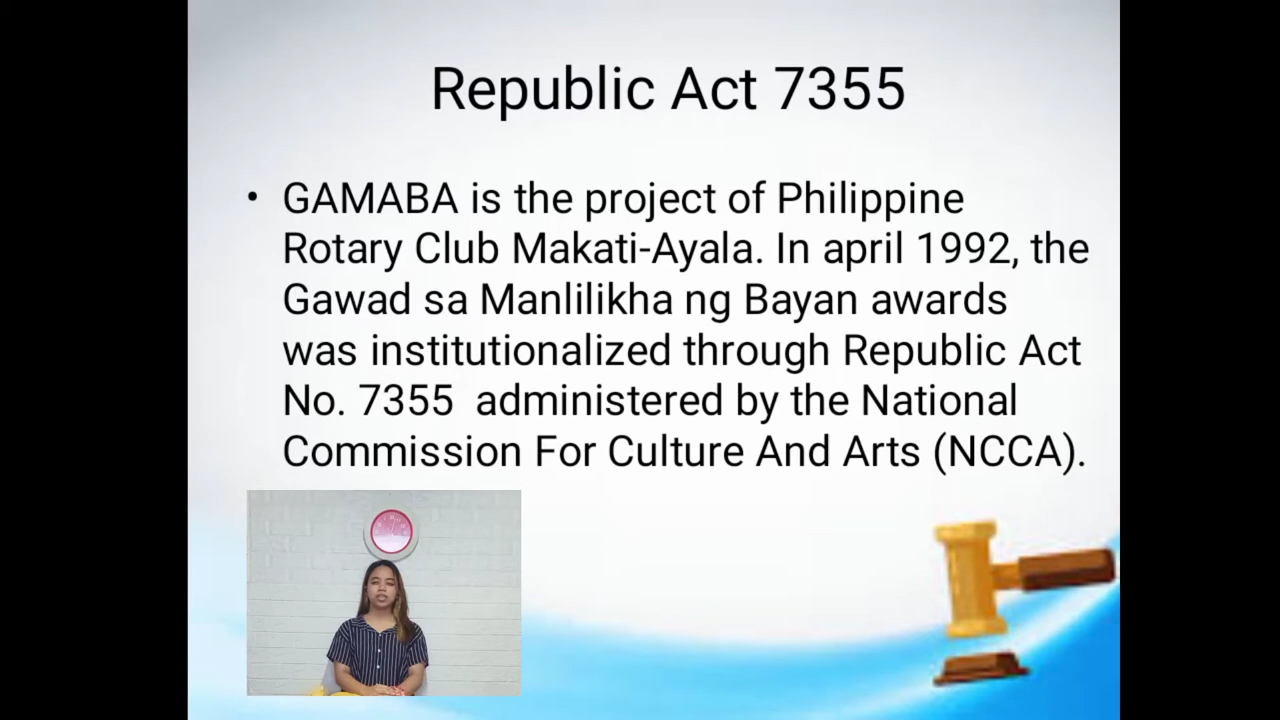 Republic Act 7355
• GAMABA is the project of Philippine
Rotary Club Makati-Ayala. In april 1992, the
Gawad sa Manlilikha ng Bayan awards
was institutionalized through Republic Act
No. 7355 administered by the National
Commission For Culture And Arts (NCCA).